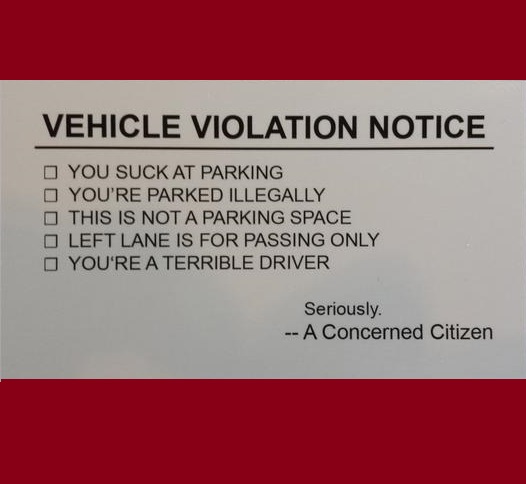 VEHICLE VIOLATION NOTICE
☐ YOU SUCK AT PARKING
☐ YOU'RE PARKED ILLEGALLY
☐ THIS IS NOT A PARKING SPACE
☐ LEFT LANE IS FOR PASSING ONLY
☐ YOU'RE A TERRIBLE DRIVER
Seriously.
-- A Concerned Citizen